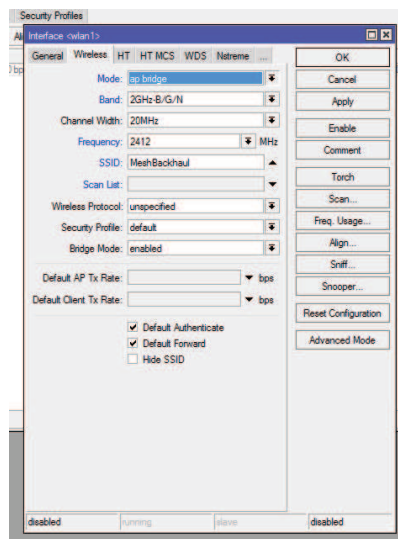 Security Profiles
Interface <wlan1>
General Wireless HT HT MCS WDS Nstreme ...
OK
Cancel
Apply
Enable
Comment
Torch
Scan...
Freq. Usage...
Align...
Sniff...
Snooper...
Reset Configuration
Advanced Mode
Mode: ap bridge
Band: 2GHz-B/G/N
Channel Width: 20MHz
Frequency: 2412 MHz
SSID: MeshBackhaul
Scan List:
Wireless Protocol: unspecified
Security Profile: default
Bridge Mode: enabled
Default AP Tx Rate: bps
Default Client Tx Rate: bps
Default Authenticate
Default Forward
Hide SSID
disabled running slave disabled